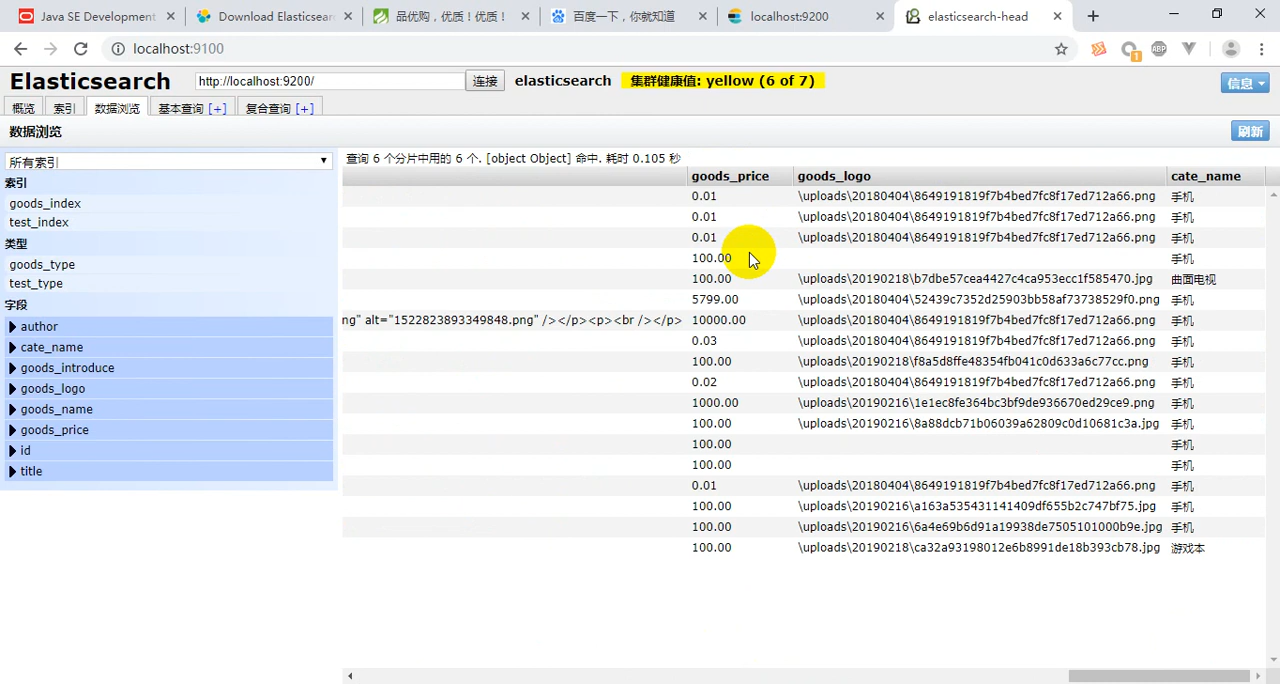 Java SE Development
Download Elasticsear
品优购，优质！优质！
百度一下，你就知道
localhost:9200
elasticsearch-head
localhost:9100
1
ABP
Elasticsearch
http://localhost:9200/
连接
elasticsearch
集群健康值: yellow (6 of 7)
信息
概览
索引
数据浏览
基本查询 [+]
复合查询 [+]
数据浏览
刷新
所有索引
索引
goods_index
test_index
类型
goods_type
test_type
字段
author
cate_name
goods_introduce
goods_logo
goods_name
goods_price
id
title
查询 6 个分片中用的 6 个. [object Object] 命中. 耗时 0.105 秒
goods_price goods_logo cate_name
0.01 \uploads\20180404\8649191819f7b4bed7fc8f17ed712a66.png 手机
0.01 \uploads\20180404\8649191819f7b4bed7fc8f17ed712a66.png 手机
0.01 \uploads\20180404\8649191819f7b4bed7fc8f17ed712a66.png 手机
100.00 手机
100.00 \uploads\20190218\b7dbe57cea4427c4ca953ecc1f585470.jpg 曲面电视
5799.00 \uploads\20180404\52439c7352d25903bb58af73738529f0.png 手机
ng" alt="1522823893349848.png" /></p><p><br /></p> 10000.00 \uploads\20180404\8649191819f7b4bed7fc8f17ed712a66.png 手机
0.03 \uploads\20180404\8649191819f7b4bed7fc8f17ed712a66.png 手机
100.00 \uploads\20190218\f8a5d8ffe48354fb041c0d633a6c77cc.png 手机
0.02 \uploads\20180404\8649191819f7b4bed7fc8f17ed712a66.png 手机
1000.00 \uploads\20190216\1e1ec8fe364bc3bf9de936670ed29ce9.png 手机
100.00 \uploads\20190216\8a88dcb71b06039a62809c0d10681c3a.jpg 手机
100.00 手机
100.00 手机
0.01 \uploads\20180404\8649191819f7b4bed7fc8f17ed712a66.png 手机
100.00 \uploads\20190216\a163a535431141409df655b2c747bf75.jpg 手机
100.00 \uploads\20190216\6a4e69b6d91a19938de7505101000b9e.jpg 手机
100.00 \uploads\20190218\ca32a93198012e6b8991de18b393cb78.jpg 游戏本